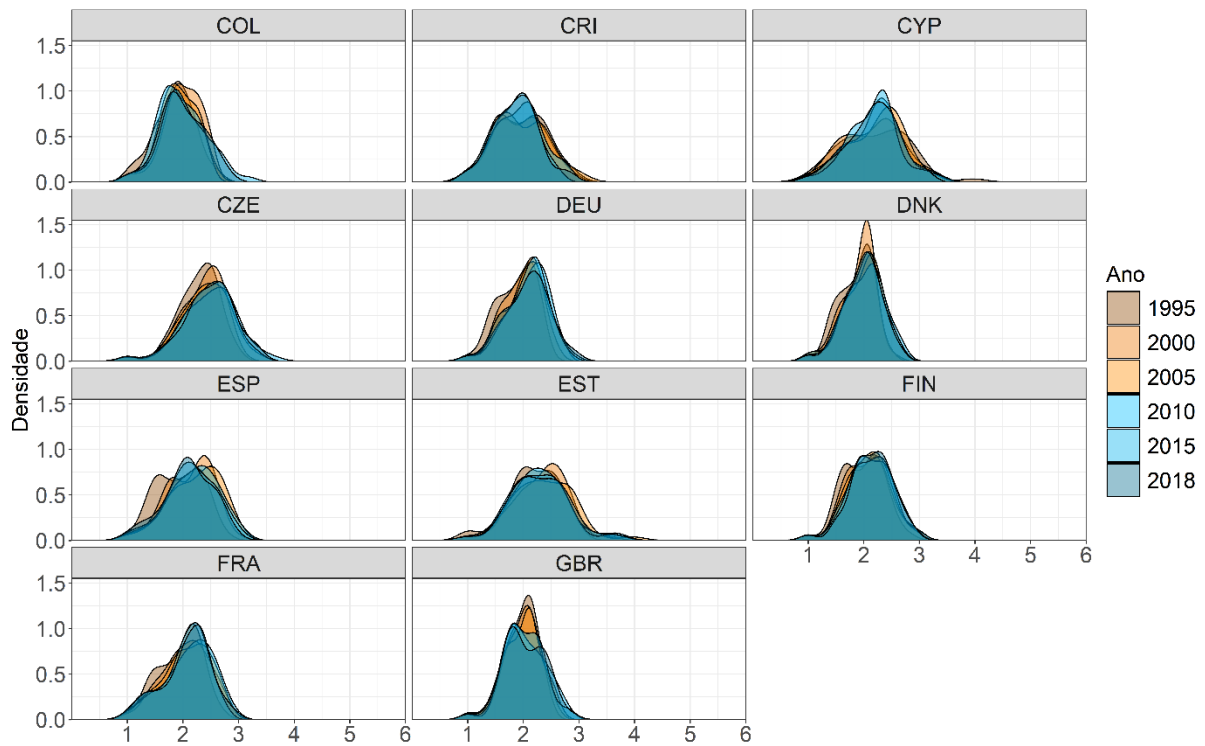 COL CRI CYP
1.5
1.0
0.5
0.0
CZE DEU DNK
1.5
1.0
0.5
0.0
ESP EST FIN
1.5
1.0
0.5
0.0
1 2 3 4 5 6
FRA GBR
1.5
1.0
0.5
0.0
1 2 3 4 5 6 1 2 3 4 5 6
Densidade
Ano
1995
2000
2005
2010
2015
2018